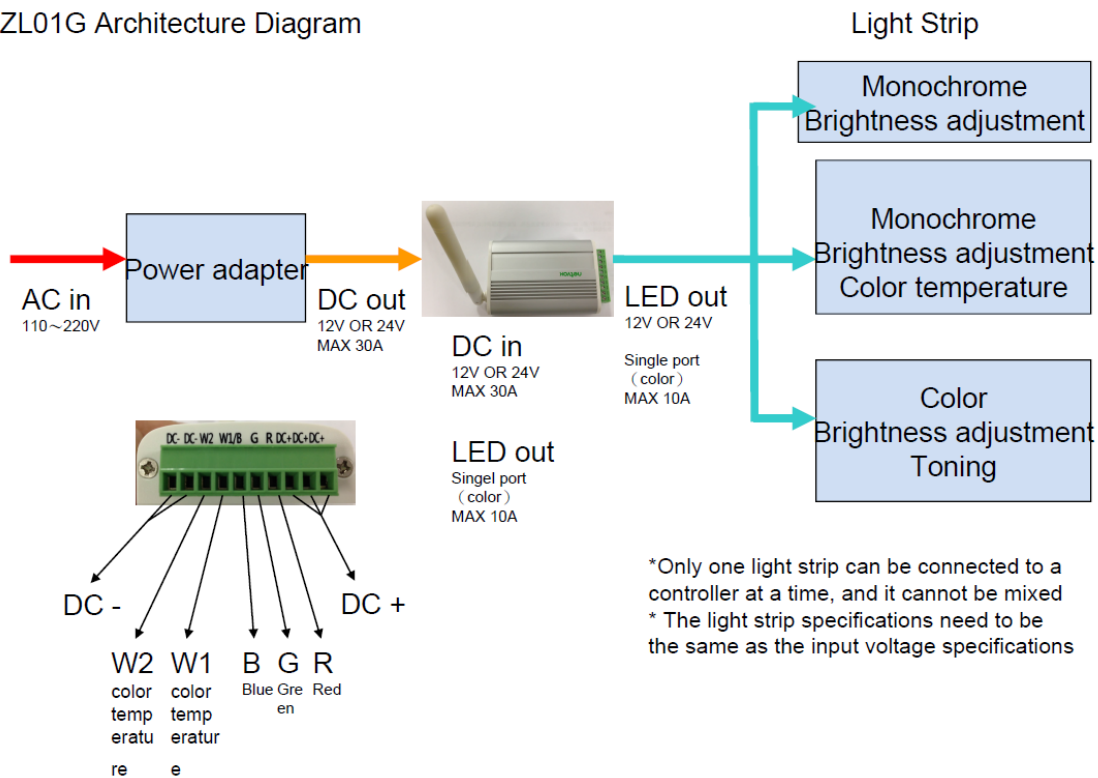 ZL01G Architecture Diagram
Light Strip
Monochrome
Brightness adjustment
Monochrome
Brightness adjustment
Color temperature
Color
Brightness adjustment
Toning
Power adapter
AC in
110～220V
DC out
12V OR 24V
MAX 30A
netvox
DC in
12V OR 24V
MAX 30A
LED out
Singel port
（color）
MAX 10A
LED out
12V OR 24V
Single port
（color）
MAX 10A
DC- DC- W2 W1/B G R DC+DC+DC+
DC -
DC +
W2
color
temp
eratu
re
W1
color
temp
eratur
e
B
Blue
G
Gre
en
R
Red
*Only one light strip can be connected to a
controller at a time, and it cannot be mixed
* The light strip specifications need to be
the same as the input voltage specifications